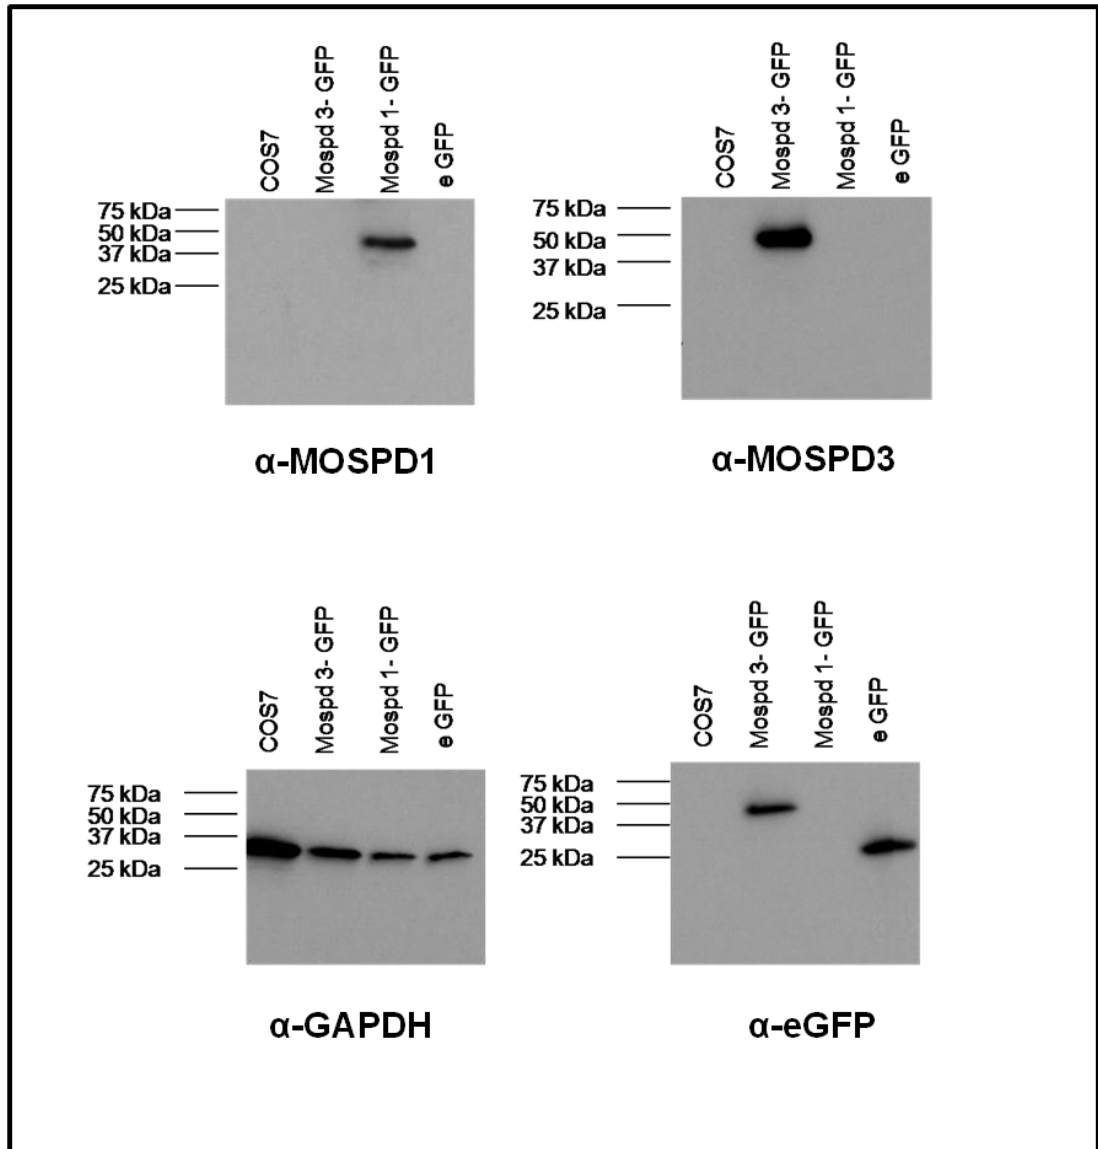 COS7
Mospd 3- GFP
Mospd 1- GFP
e GFP
75 kDa
50 kDa
37 kDa
25 kDa
α-MOSPD1
COS7
Mospd 3- GFP
Mospd 1- GFP
e GFP
75 kDa
50 kDa
37 kDa
25 kDa
α-MOSPD3
COS7
Mospd 3- GFP
Mospd 1- GFP
e GFP
75 kDa
50 kDa
37 kDa
25 kDa
α-GAPDH
COS7
Mospd 3- GFP
Mospd 1- GFP
e GFP
75 kDa
50 kDa
37 kDa
25 kDa
α-eGFP